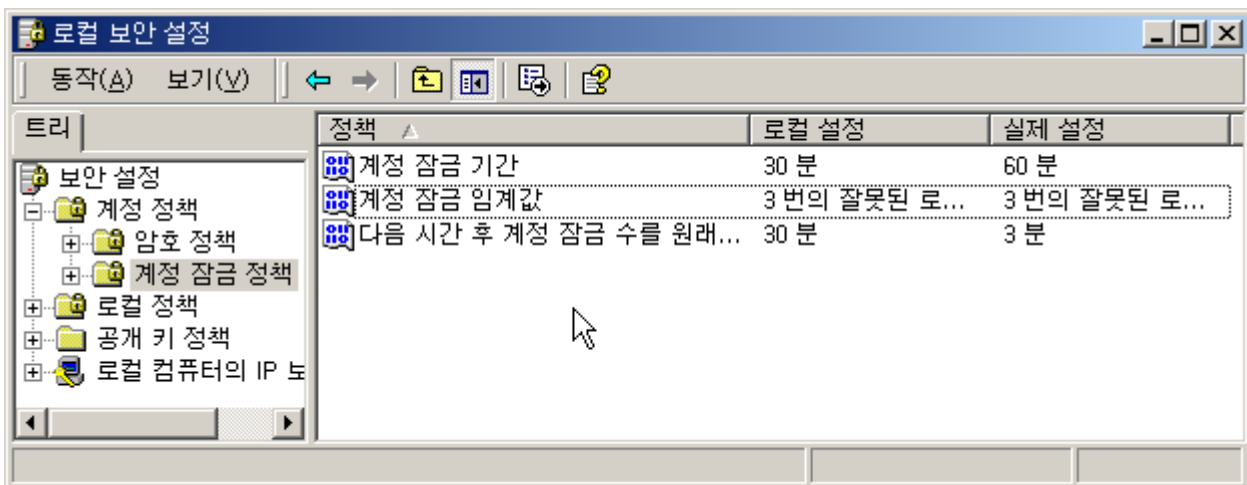 로컬 보안 설정
동작(A) 보기(V)
트리
정책 로컬 설정 실제 설정
보안 설정
계정 정책
암호 정책
계정 잠금 정책
로컬 정책
공개 키 정책
로컬 컴퓨터의 IP 보
계정 잠금 기간 30 분 60 분
계정 잠금 임계값 3 번의 잘못된 로... 3 번의 잘못된 로...
다음 시간 후 계정 잠금 수를 원래... 30 분 3 분